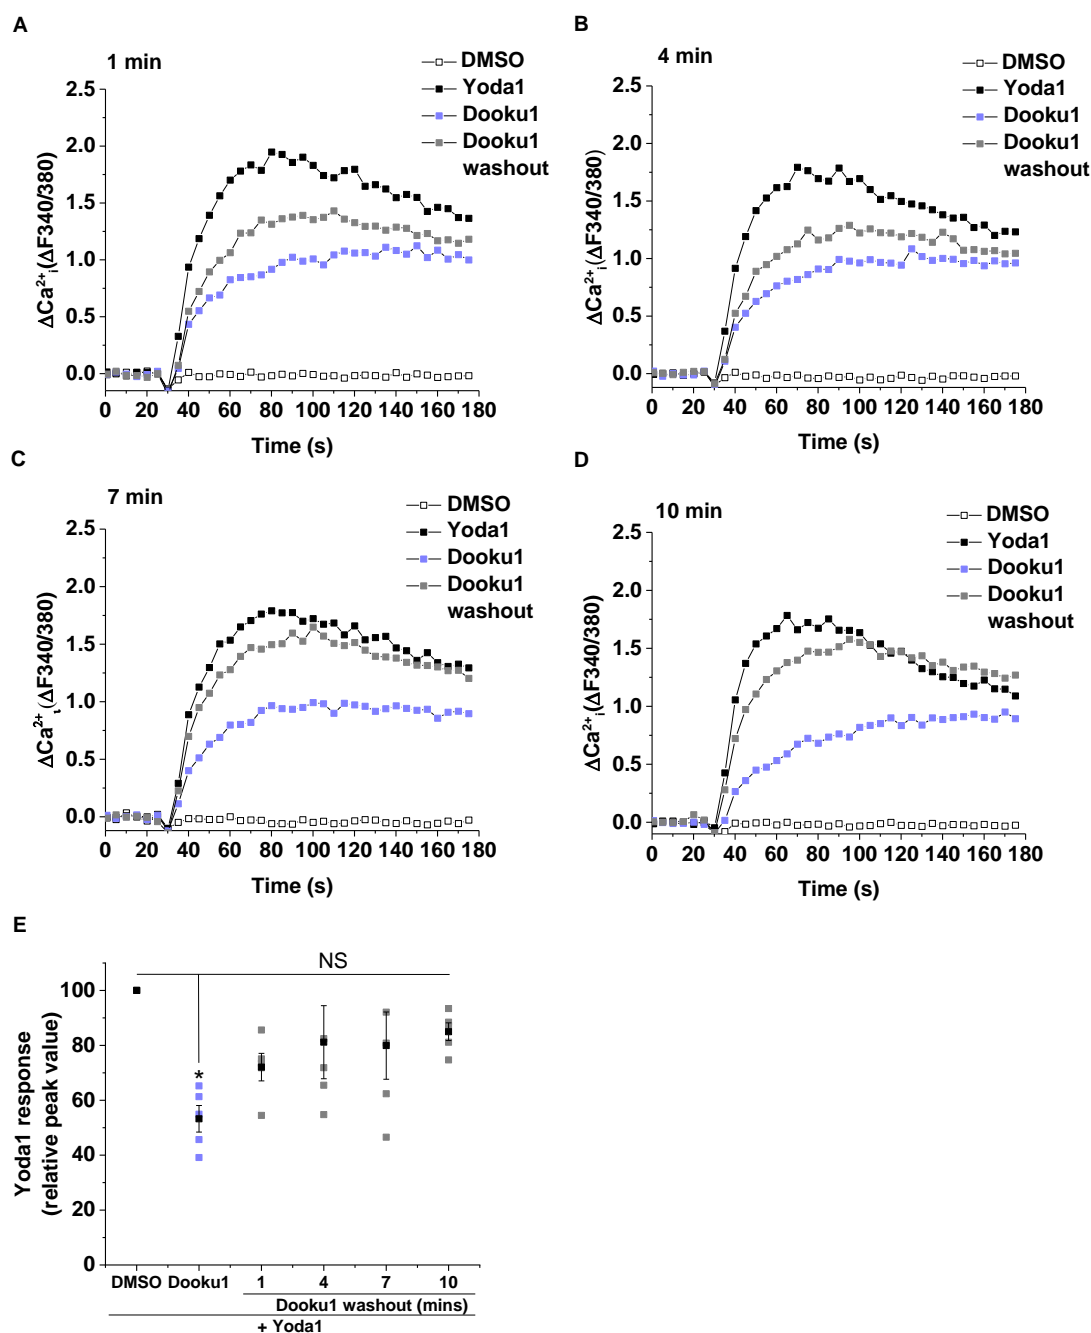 A
1 min
DMSO
Yoda1
Dooku1
Dooku1
washout
2.5
2.0
1.5
1.0
0.5
0.0
ΔCa²⁺ᵢ(ΔF340/380)
0 20 40 60 80 100 120 140 160 180
Time (s)
B
4 min
DMSO
Yoda1
Dooku1
Dooku1
washout
2.5
2.0
1.5
1.0
0.5
0.0
ΔCa²⁺ᵢ(ΔF340/380)
0 20 40 60 80 100 120 140 160 180
Time (s)
C
7 min
DMSO
Yoda1
Dooku1
Dooku1
washout
2.5
2.0
1.5
1.0
0.5
0.0
ΔCa²⁺ᵢ(ΔF340/380)
0 20 40 60 80 100 120 140 160 180
Time (s)
D
10 min
DMSO
Yoda1
Dooku1
Dooku1
washout
2.5
2.0
1.5
1.0
0.5
0.0
ΔCa²⁺ᵢ(ΔF340/380)
0 20 40 60 80 100 120 140 160 180
Time (s)
E
NS
*
100
80
60
40
20
0
Yoda1 response
(relative peak value)
DMSO Dooku1 1 4 7 10
Dooku1 washout (mins)
+ Yoda1